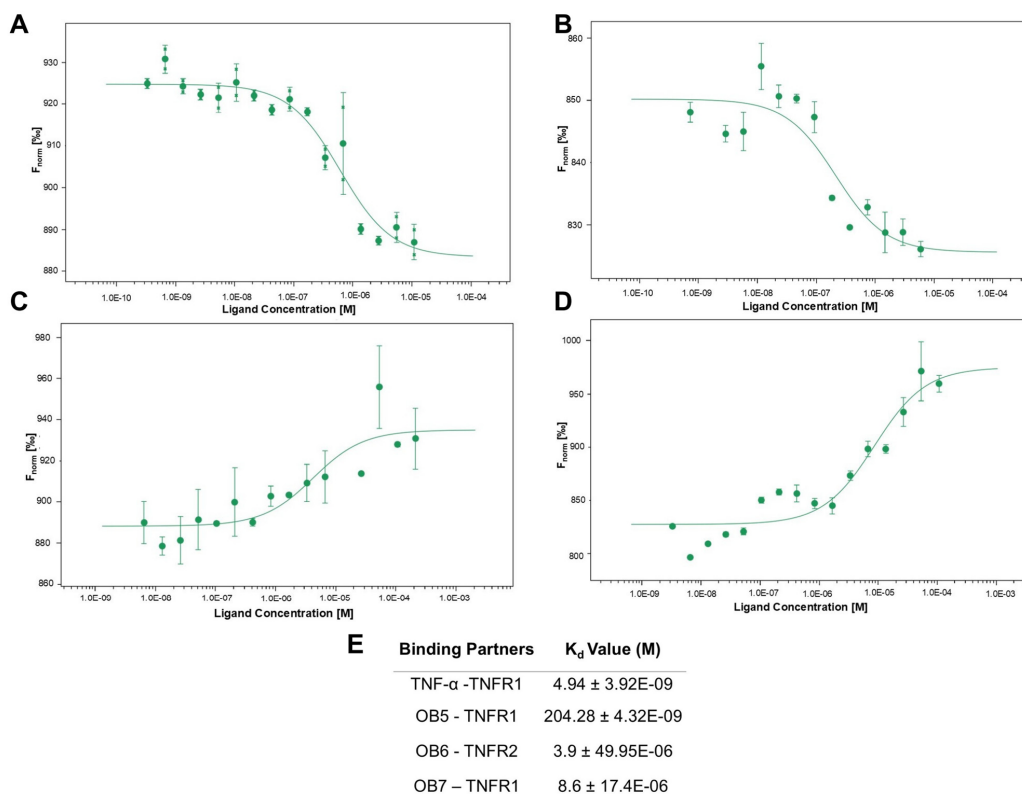 A
B
930
920
910
900
890
880
Fnorm [‰]
1.0E-10
1.0E-09
1.0E-08
1.0E-07
1.0E-06
1.0E-05
1.0E-04
Ligand Concentration [M]
860
850
840
830
Fnorm [‰]
1.0E-10
1.0E-09
1.0E-08
1.0E-07
1.0E-06
1.0E-05
1.0E-04
Ligand Concentration [M]
C
D
980
960
940
920
900
880
860
Fnorm [‰]
1.0E-09
1.0E-08
1.0E-07
1.0E-06
1.0E-05
1.0E-04
1.0E-03
Ligand Concentration [M]
1000
950
900
850
800
Fnorm [‰]
1.0E-09
1.0E-08
1.0E-07
1.0E-06
1.0E-05
1.0E-04
1.0E-03
Ligand Concentration [M]
E
Binding Partners Kd Value (M)
TNF-α -TNFR1 4.94 ± 3.92E-09
OB5 - TNFR1 204.28 ± 4.32E-09
OB6 - TNFR2 3.9 ± 49.95E-06
OB7 – TNFR1 8.6 ± 17.4E-06